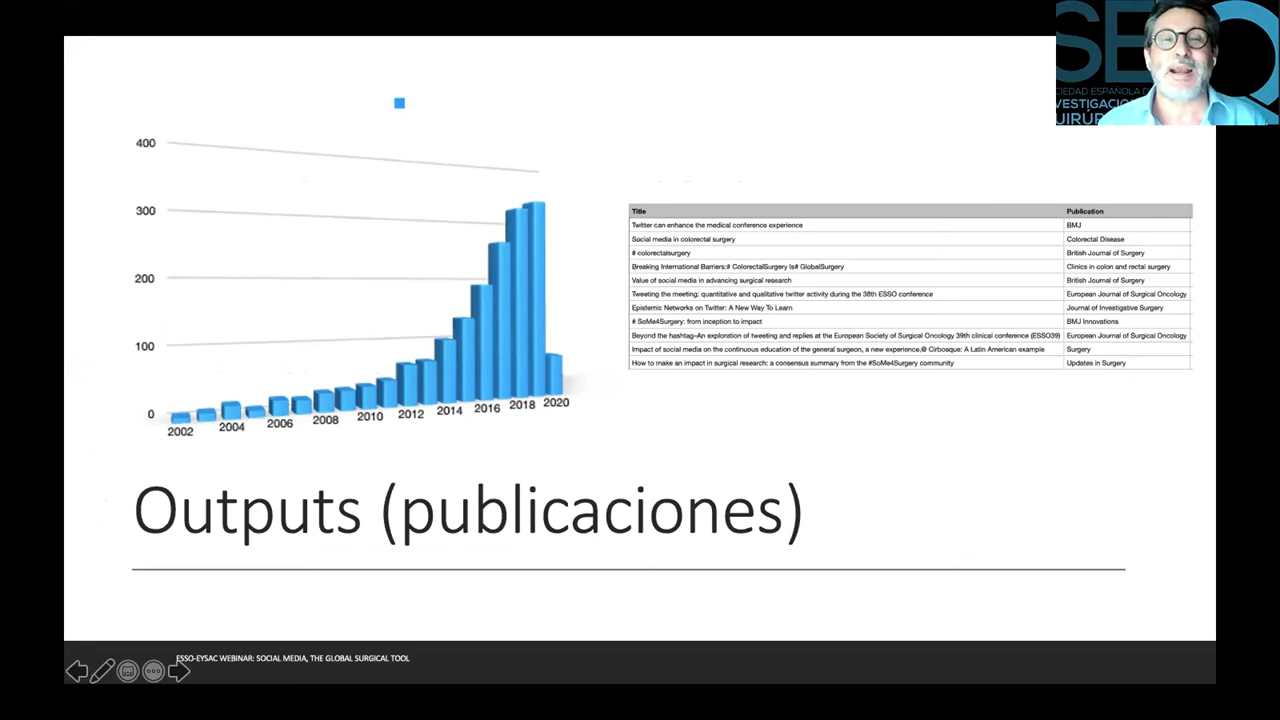 SEIQ
SOCIEDAD ESPAÑOLA DE
INVESTIGACIONES
QUIRÚRGICAS
400
300
200
100
0
2002
2004
2006
2008
2010
2012
2014
2016
2018
2020
Title Publication
Twitter can enhance the medical conference experience BMJ
Social media in colorectal surgery Colorectal Disease
# colorectalsurgery British Journal of Surgery
Breaking International Barriers:# ColorectalSurgery Is# GlobalSurgery Clinics in colon and rectal surgery
Value of social media in advancing surgical research British Journal of Surgery
Tweeting the meeting: quantitative and qualitative twitter activity during the 38th ESSO conference European Journal of Surgical Oncology
Epistemic Networks on Twitter: A New Way To Learn Journal of Investigative Surgery
# SoMe4Surgery: from inception to impact BMJ Innovations
Beyond the hashtag–An exploration of tweeting and replies at the European Society of Surgical Oncology 39th clinical conference (ESSO39) European Journal of Surgical Oncology
Impact of social media on the continuous education of the general surgeon, a new experience,@ Cirbosque: A Latin American example Surgery
How to make an impact in surgical research: a consensus summary from the #SoMe4Surgery community Updates in Surgery
Outputs (publicaciones)
ESSO-EYSAC WEBINAR: SOCIAL MEDIA, THE GLOBAL SURGICAL TOOL